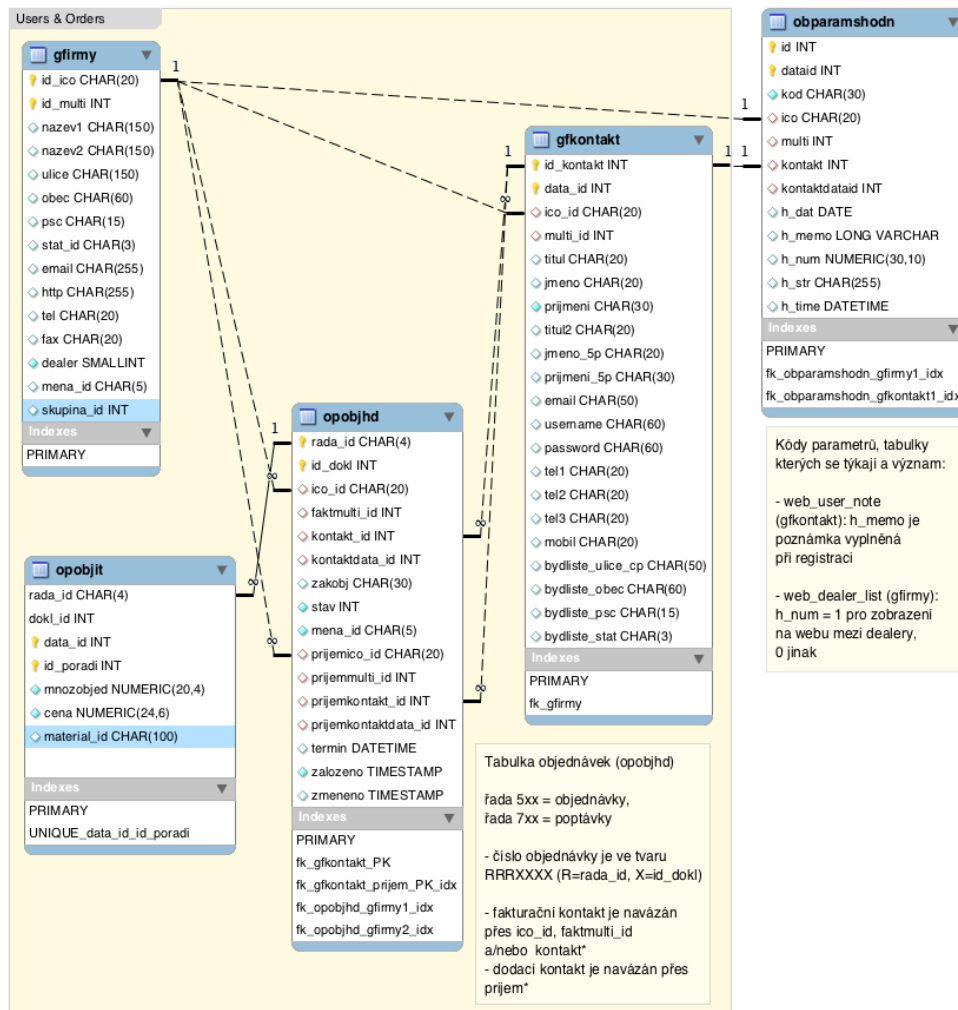 Users & Orders
gfirmy
id_ico CHAR(20)
id_multi INT
nazev1 CHAR(150)
nazev2 CHAR(150)
ulice CHAR(150)
obec CHAR(60)
psc CHAR(15)
stat_id CHAR(3)
email CHAR(255)
http CHAR(255)
tel CHAR(20)
fax CHAR(20)
dealer SMALLINT
mena_id CHAR(5)
skupina_id INT
Indexes
PRIMARY
1
1
1
1
1
1
∞
obparamshodn
id INT
dataid INT
kod CHAR(30)
ico CHAR(20)
multi INT
kontakt INT
kontaktdataid INT
h_dat DATE
h_memo LONG VARCHAR
h_num NUMERIC(30,10)
h_str CHAR(255)
h_time DATETIME
Indexes
PRIMARY
fk_obparamshodn_gfirmy1_idx
fk_obparamshodn_gfkontakt1_idx
gfkontakt
id_kontakt INT
data_id INT
ico_id CHAR(20)
multi_id INT
titul CHAR(20)
jmeno CHAR(20)
prijmeni CHAR(30)
titul2 CHAR(20)
jmeno_5p CHAR(20)
prijmeni_5p CHAR(30)
email CHAR(50)
username CHAR(60)
password CHAR(60)
tel1 CHAR(20)
tel2 CHAR(20)
tel3 CHAR(20)
mobil CHAR(20)
bydliste_ulice_cp CHAR(50)
bydliste_obec CHAR(60)
bydliste_psc CHAR(15)
bydliste_stat CHAR(3)
Indexes
PRIMARY
fk_gfirmy
Kódy parametrů, tabulky
kterých se týkají a význam:
- web_user_note
(gfkontakt): h_memo je
poznámka vyplněná
při registraci
- web_dealer_list (gfirmy):
h_num = 1 pro zobrazení
na webu mezi dealery,
0 jinak
opobjhd
rada_id CHAR(4)
id_dokl INT
ico_id CHAR(20)
faktmulti_id INT
kontakt_id INT
kontaktdata_id INT
zakobj CHAR(30)
stav INT
mena_id CHAR(5)
prijemico_id CHAR(20)
prijemmulti_id INT
prijemkontakt_id INT
prijemkontaktdata_id INT
termin DATETIME
zalozeno TIMESTAMP
zmeneno TIMESTAMP
Indexes
PRIMARY
fk_gfkontakt_PK
fk_gfkontakt_prijem_PK_idx
fk_opobjhd_gfirmy1_idx
fk_opobjhd_gfirmy2_idx
1
∞
∞
∞
∞
∞
opobjit
rada_id CHAR(4)
dokl_id INT
data_id INT
id_poradi INT
mnozobjed NUMERIC(20,4)
cena NUMERIC(24,6)
material_id CHAR(100)
Indexes
PRIMARY
UNIQUE_data_id_id_poradi
Tabulka objednávek (opobjhd)
řada 5xx = objednávky,
řada 7xx = poptávky
- číslo objednávky je ve tvaru
RRRXXXX (R=rada_id, X=id_dokl)
- fakturační kontakt je navázán
přes ico_id, faktmulti_id
a/nebo kontakt*
- dodací kontakt je navázán přes
prijem*